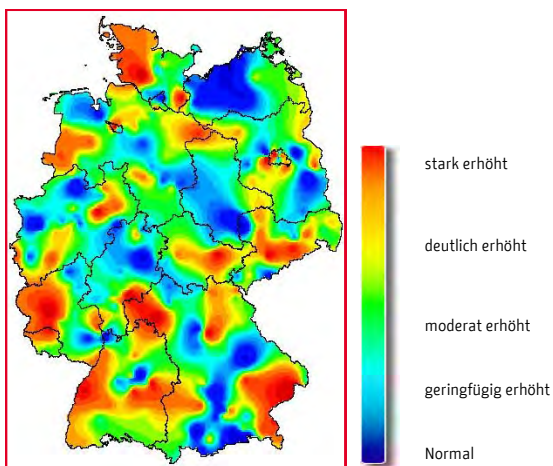 stark erhöht
deutlich erhöht
moderat erhöht
geringfügig erhöht
Normal